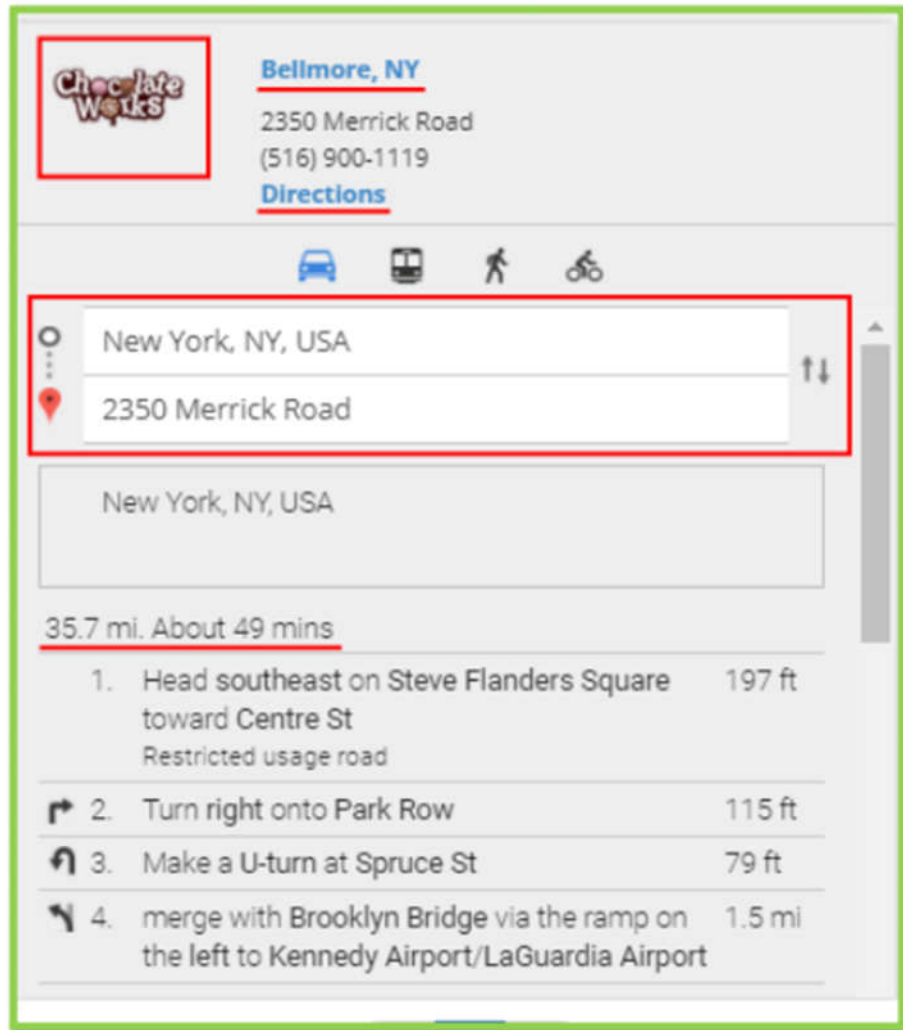 Chocolate
Works
Bellmore, NY
2350 Merrick Road
(516) 900-1119
Directions
New York, NY, USA
2350 Merrick Road
New York, NY, USA
35.7 mi. About 49 mins
1. Head southeast on Steve Flanders Square 197 ft
toward Centre St
Restricted usage road
2. Turn right onto Park Row 115 ft
3. Make a U-turn at Spruce St 79 ft
4. merge with Brooklyn Bridge via the ramp on 1.5 mi
the left to Kennedy Airport/LaGuardia Airport